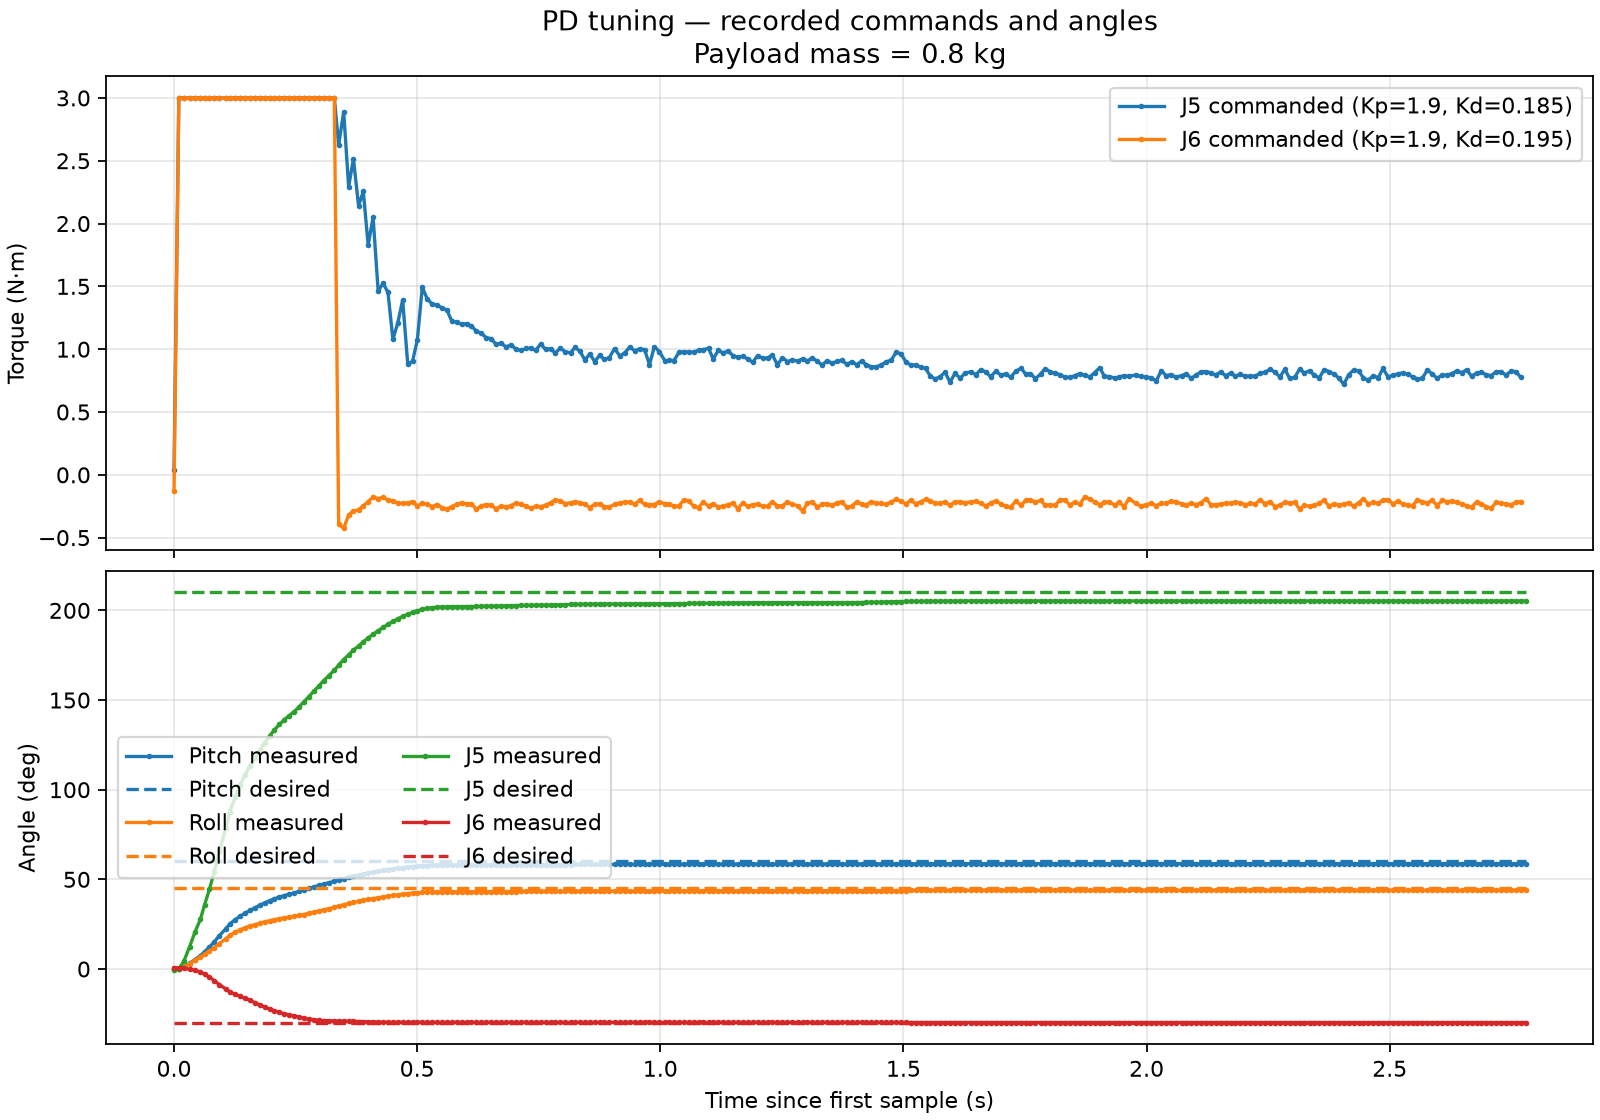 PD tuning — recorded commands and angles
Payload mass = 0.8 kg
3.0
2.5
2.0
1.5
1.0
0.5
0.0
−0.5
Torque (N·m)
J5 commanded (Kp=1.9, Kd=0.185)
J6 commanded (Kp=1.9, Kd=0.195)
200
150
100
50
0
Angle (deg)
Pitch measured
Pitch desired
Roll measured
Roll desired
J5 measured
J5 desired
J6 measured
J6 desired
0.0 0.5 1.0 1.5 2.0 2.5
Time since first sample (s)